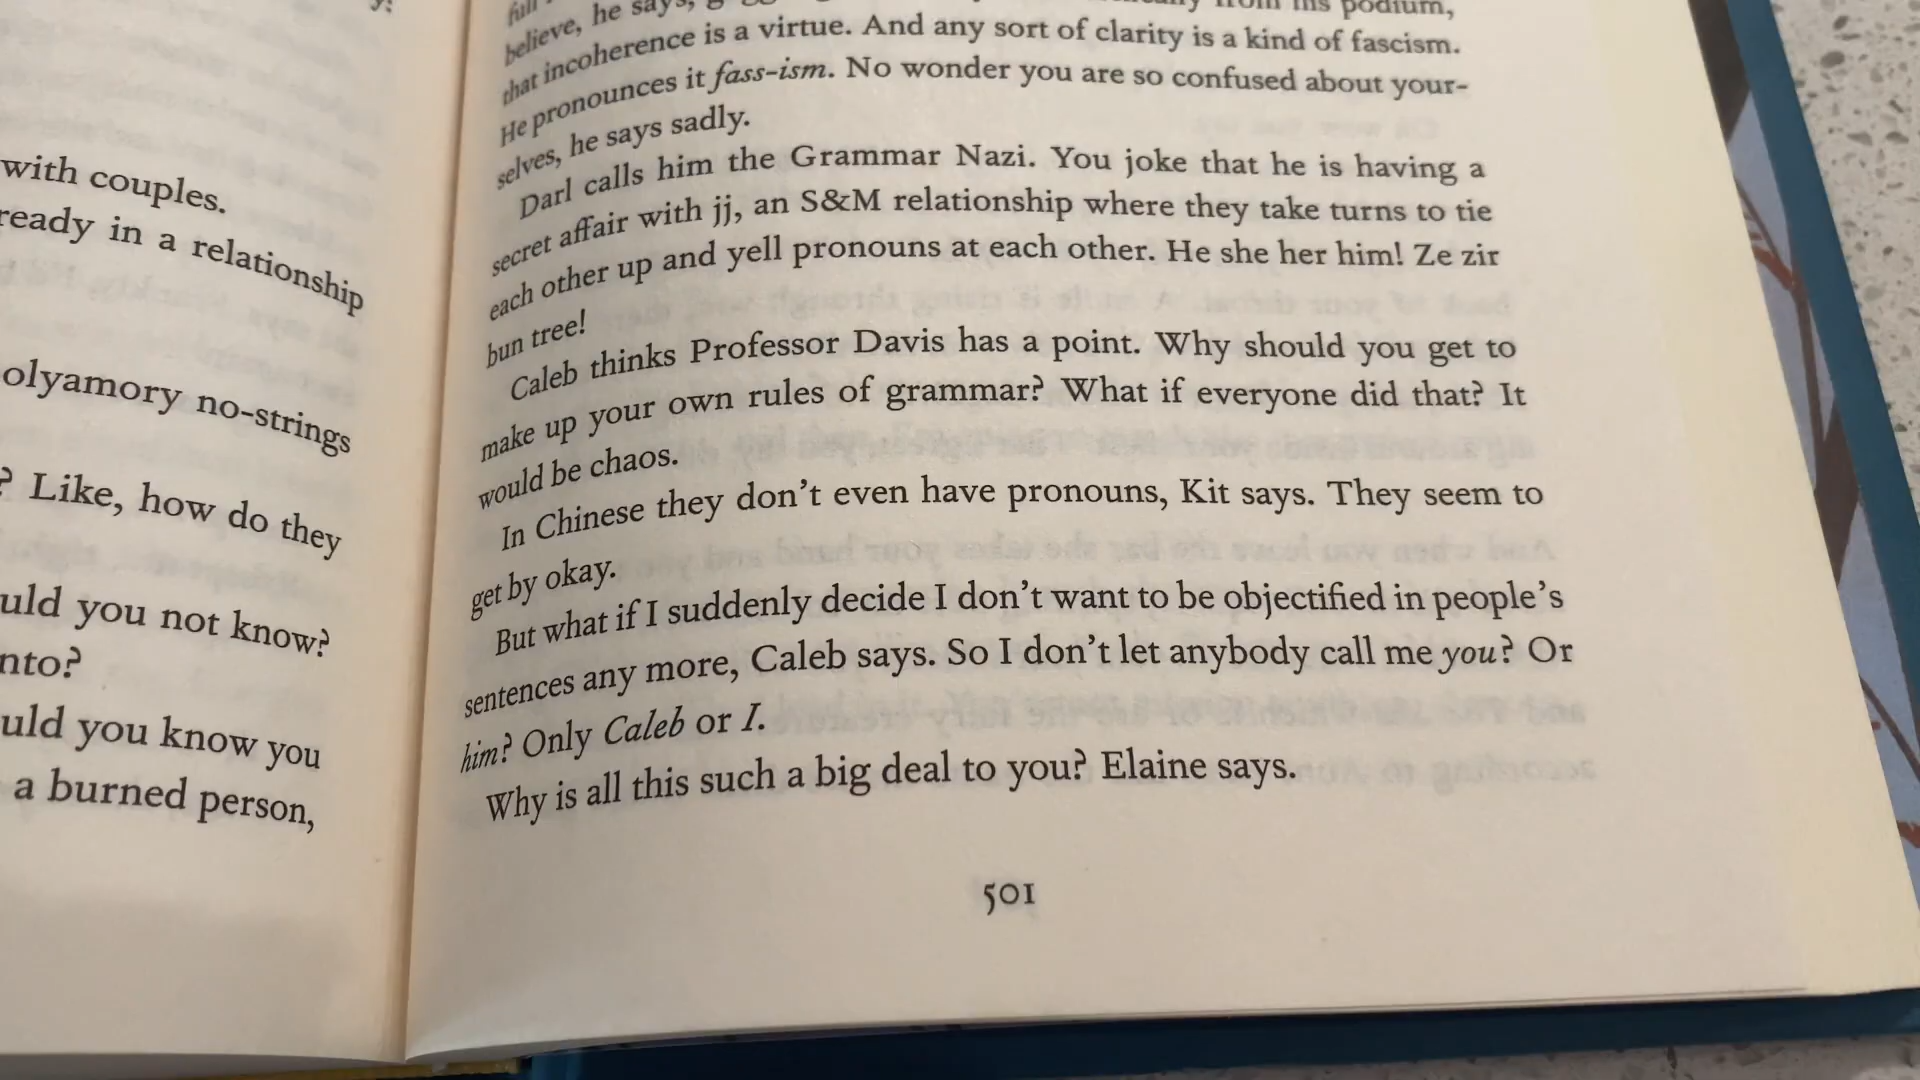 with couples.
ready in a relationship
olyamory no-strings
? Like, how do they
uld you not know?
nto?
uld you know you
a burned person,
full
believe, he says, from his podium,
that incoherence is a virtue. And any sort of clarity is a kind of fascism.
He pronounces it fass-ism. No wonder you are so confused about your-
selves, he says sadly.
Darl calls him the Grammar Nazi. You joke that he is having a
secret affair with jj, an S&M relationship where they take turns to tie
each other up and yell pronouns at each other. He she her him! Ze zir
bun tree!
Caleb thinks Professor Davis has a point. Why should you get to
make up your own rules of grammar? What if everyone did that? It
would be chaos.
In Chinese they don't even have pronouns, Kit says. They seem to
get by okay.
But what if I suddenly decide I don't want to be objectified in people's
sentences any more, Caleb says. So I don't let anybody call me you? Or
him? Only Caleb or I.
Why is all this such a big deal to you? Elaine says.
501